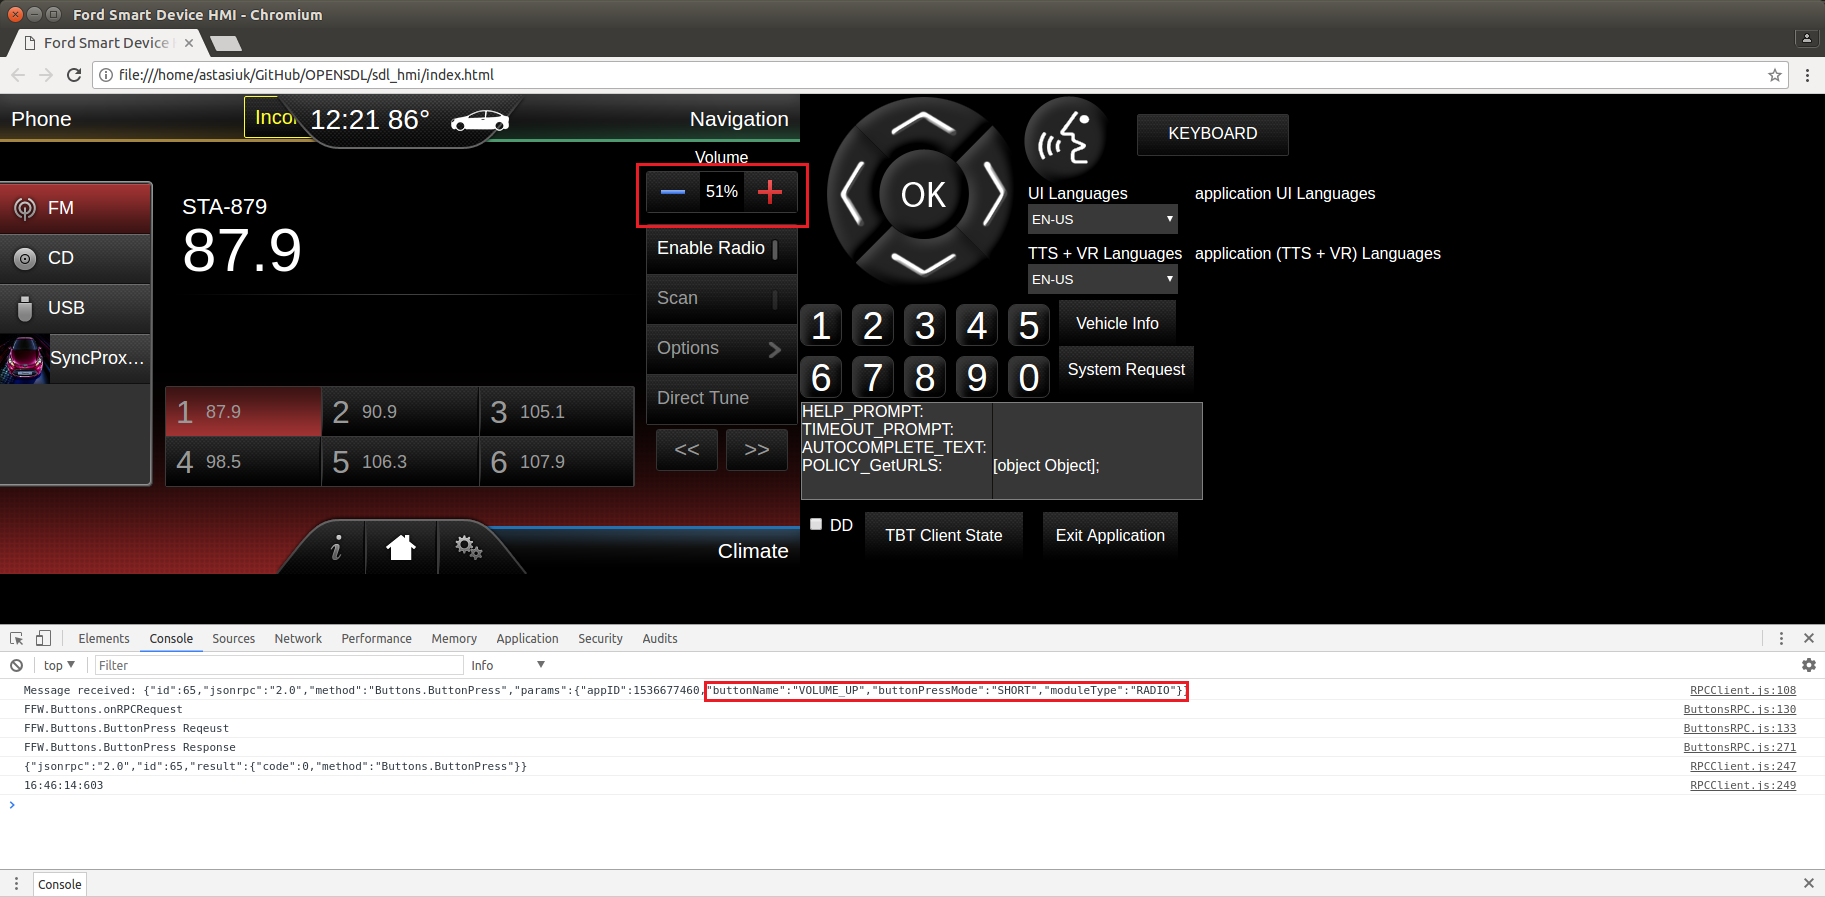 Ford Smart Device HMI - Chromium
Ford Smart Device
file:///home/astasiuk/GitHub/OPENSDL/sdl_hmi/index.html
Phone
Incor
12:21 86°
Navigation
Volume
51%
FM
CD
USB
SyncProx...
STA-879
87.9
Enable Radio
Scan
Options
Direct Tune
<< >>
1 87.9 2 90.9 3 105.1
4 98.5 5 106.3 6 107.9
Climate
OK
KEYBOARD
UI Languages application UI Languages
EN-US
TTS + VR Languages application (TTS + VR) Languages
EN-US
1 2 3 4 5 Vehicle Info
6 7 8 9 0 System Request
HELP_PROMPT:
TIMEOUT_PROMPT:
AUTOCOMPLETE_TEXT:
POLICY_GetURLS: [object Object];
DD TBT Client State Exit Application
Elements Console Sources Network Performance Memory Application Security Audits
top Filter Info
Message received: {"id":65,"jsonrpc":"2.0","method":"Buttons.ButtonPress","params":{"appID":1536677460,"buttonName":"VOLUME_UP","buttonPressMode":"SHORT","moduleType":"RADIO"}} RPCClient.js:108
FFW.Buttons.onRPCRequest ButtonsRPC.js:130
FFW.Buttons.ButtonPress Reqeust ButtonsRPC.js:133
FFW.Buttons.ButtonPress Response ButtonsRPC.js:271
{"jsonrpc":"2.0","id":65,"result":{"code":0,"method":"Buttons.ButtonPress"}} RPCClient.js:247
16:46:14:603 RPCClient.js:249
Console